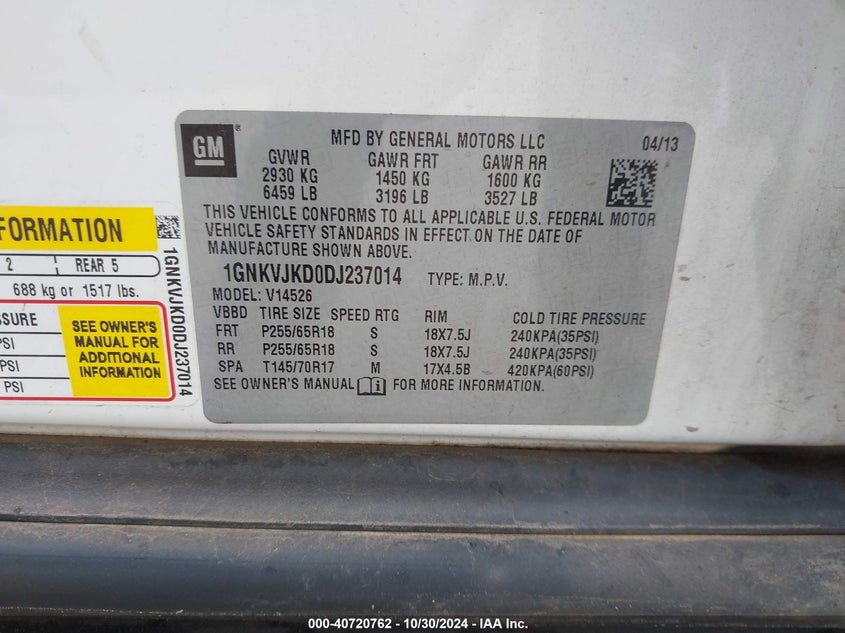 GM
®
MFD BY GENERAL MOTORS LLC 04/13
GVWR GAWR FRT GAWR RR
2930 KG 1450 KG 1600 KG
6459 LB 3196 LB 3527 LB
THIS VEHICLE CONFORMS TO ALL APPLICABLE U.S. FEDERAL MOTOR
VEHICLE SAFETY STANDARDS IN EFFECT ON THE DATE OF
MANUFACTURE SHOWN ABOVE.
1GNKVJKD0DJ237014 TYPE: M.P.V.
MODEL: V14526
VBBD TIRE SIZE SPEED RTG RIM COLD TIRE PRESSURE
FRT P255/65R18 S 18X7.5J 240KPA(35PSI)
RR P255/65R18 S 18X7.5J 240KPA(35PSI)
SPA T145/70R17 M 17X4.5B 420KPA(60PSI)
SEE OWNER'S MANUAL i FOR MORE INFORMATION.
FORMATION
2 REAR 5
688 kg or 1517 lbs.
SSURE
PSI
PSI
PSI
SEE OWNER'S
MANUAL FOR
ADDITIONAL
INFORMATION
1GNKVJKD0DJ237014
000-40720762 - 10/30/2024 - IAA Inc.